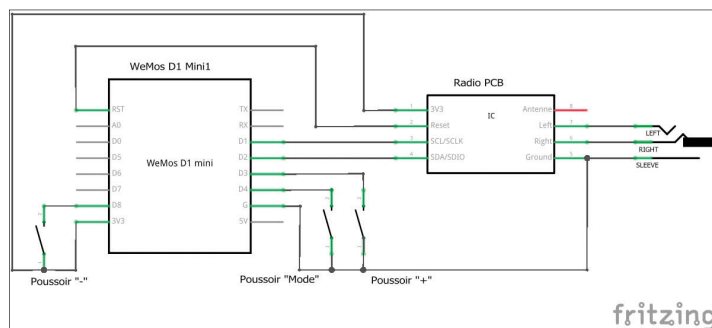 WeMos D1 Mini1
Radio PCB
RST
A0
D0
D5
D6
D7
D8
3V3
WeMos D1 mini
TX
RX
D1
D2
D3
D4
G
5V
1 3V3
2 Reset
3 SCL/SCLK
4 SDA/SDIO
IC
Antenne 8
Left 7
Right 6
Ground 5
LEFT
RIGHT
SLEEVE
Poussoir "-"
Poussoir "Mode"
Poussoir "+"
fritzing